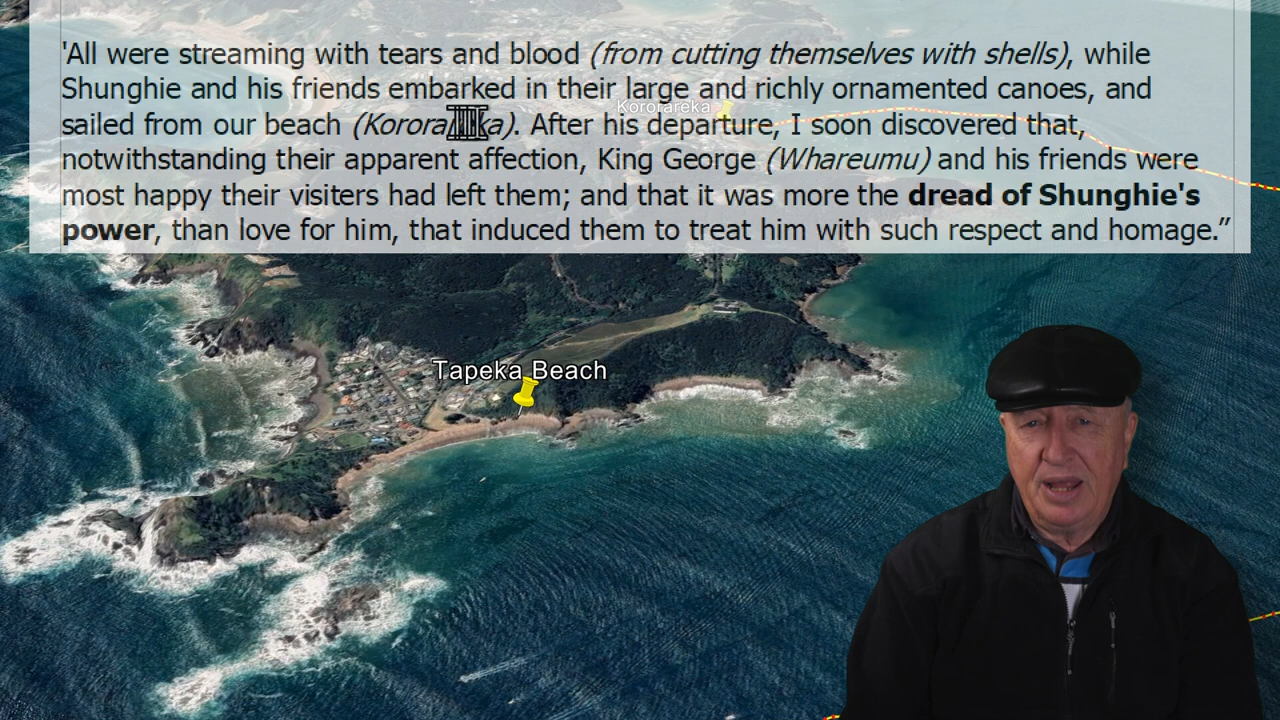 'All were streaming with tears and blood (from cutting themselves with shells), while
Shunghie and his friends embarked in their large and richly ornamented canoes, and
sailed from our beach. After his departure, I soon discovered that,
notwithstanding their apparent affection, King George (Whareumu) and his friends were
most happy their visiters had left them; and that it was more the dread of Shunghie's
power, than love for him, that induced them to treat him with such respect and homage.”
Kororareka
Tapeka Beach